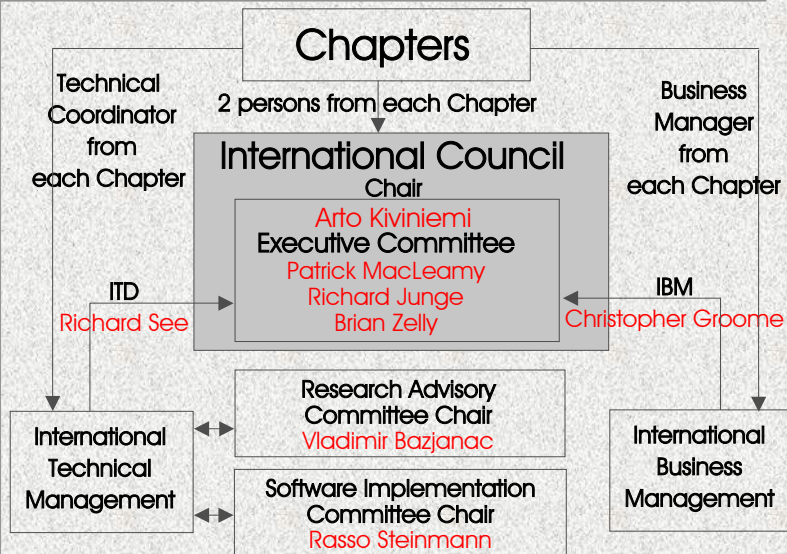 Chapters
Technical
Coordinator
from
each Chapter
2 persons from each Chapter
Business
Manager
from
each Chapter
International Council
Chair
Arto Kiviniemi
Executive Committee
Patrick MacLeamy
Richard Junge
Brian Zelly
ITD
Richard See
IBM
Christopher Groome
Research Advisory
Committee Chair
Vladimir Bazjanac
International
Technical
Management
International
Business
Management
Software Implementation
Committee Chair
Rasso Steinmann